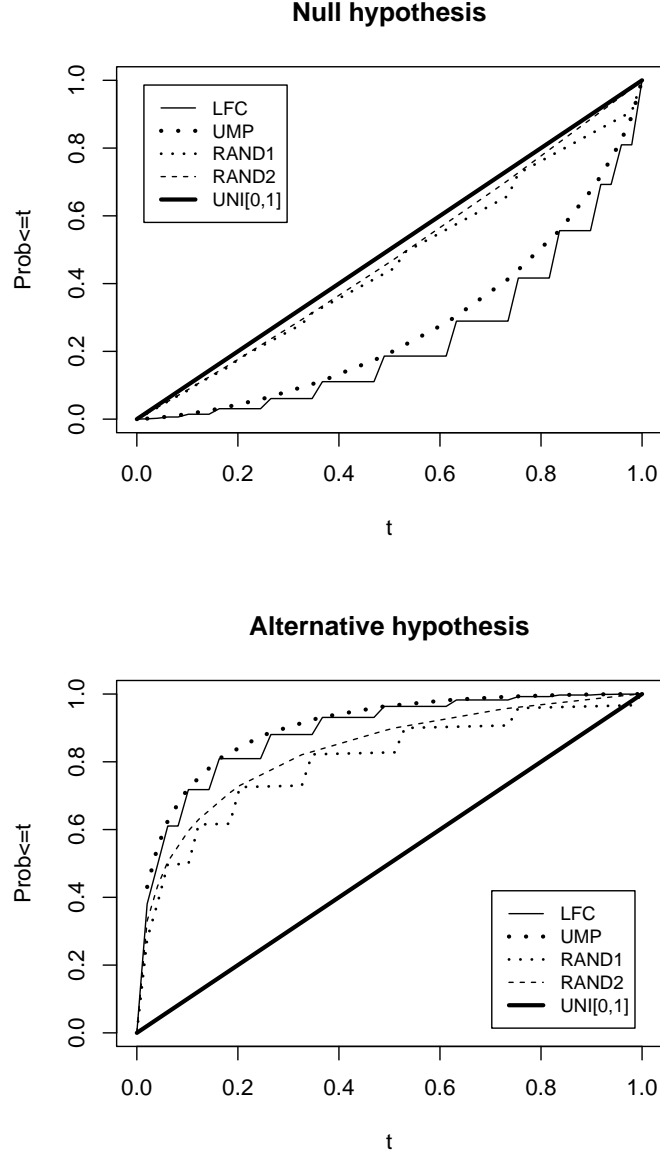 Null hypothesis
LFC
UMP
RAND1
RAND2
UNI[0,1]
Prob<=t
1.0
0.8
0.6
0.4
0.2
0.0
0.0 0.2 0.4 0.6 0.8 1.0
t
Alternative hypothesis
Prob<=t
1.0
0.8
0.6
0.4
0.2
0.0
LFC
UMP
RAND1
RAND2
UNI[0,1]
0.0 0.2 0.4 0.6 0.8 1.0
t